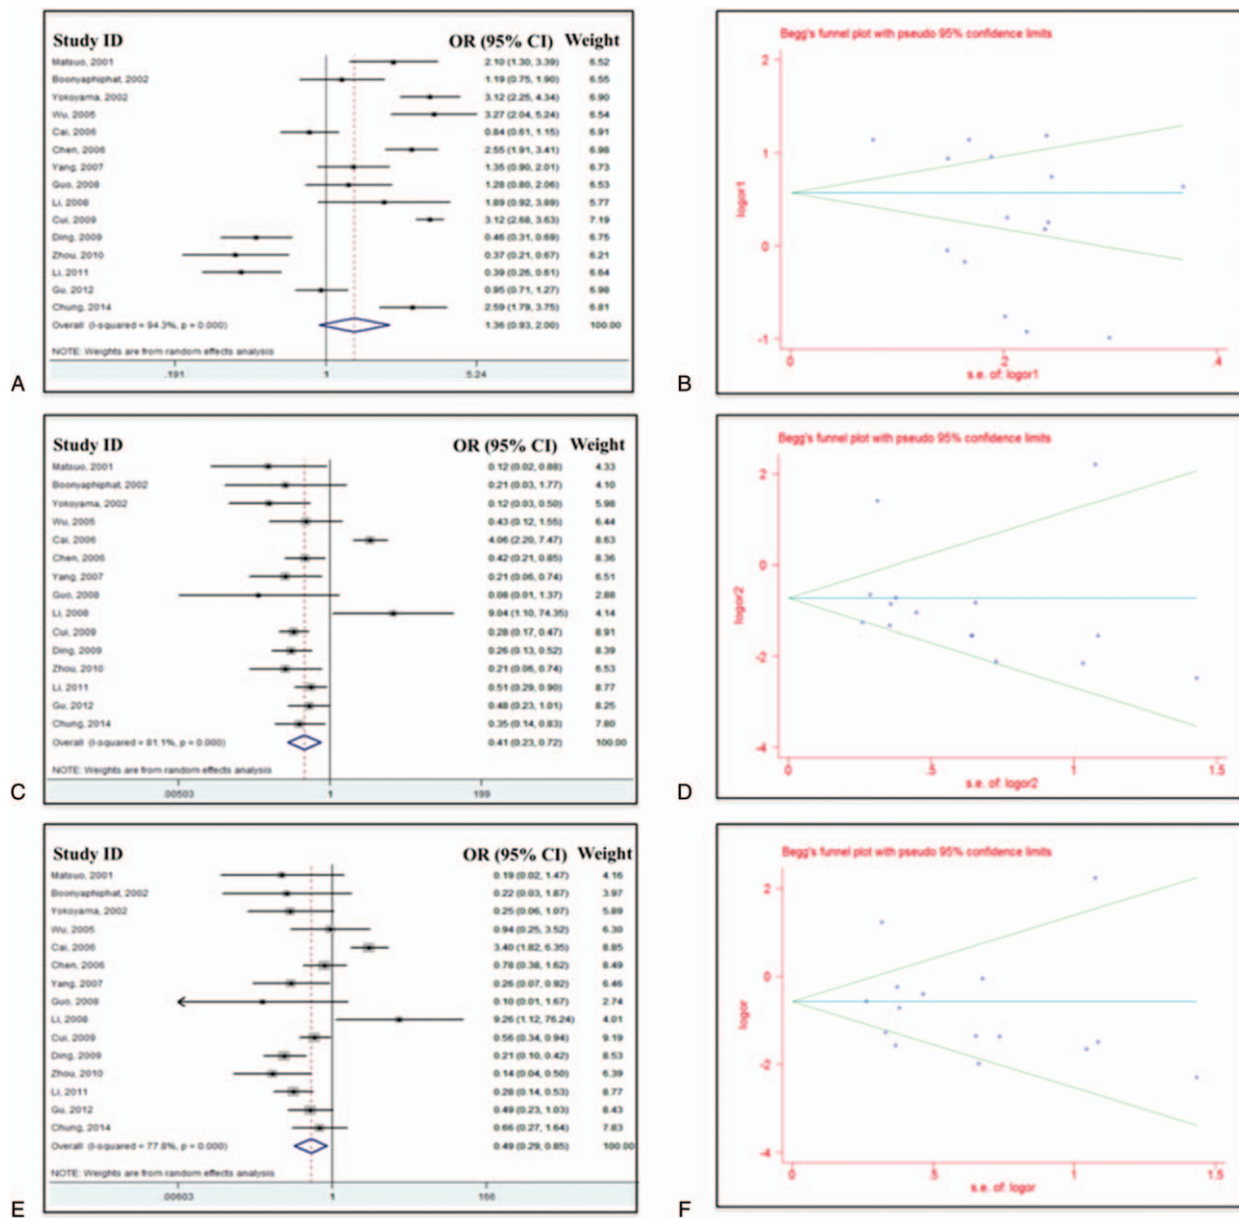 Study ID OR (95% CI) Weight
Matsuo, 2001 2.10 (1.30, 3.39) 6.52
Boonyaphiphat, 2002 1.19 (0.75, 1.90) 6.55
Yokoyama, 2002 3.12 (2.25, 4.34) 6.90
Wu, 2005 3.27 (2.04, 5.24) 6.54
Cai, 2006 0.84 (0.61, 1.15) 6.91
Chen, 2006 2.55 (1.91, 3.41) 6.98
Yang, 2007 1.35 (0.90, 2.01) 6.73
Guo, 2008 1.28 (0.80, 2.06) 6.53
Li, 2008 1.89 (0.92, 3.89) 5.77
Cui, 2009 3.12 (2.68, 3.63) 7.19
Ding, 2009 0.46 (0.31, 0.69) 6.75
Zhou, 2010 0.37 (0.21, 0.67) 6.21
Li, 2011 0.39 (0.26, 0.61) 6.64
Gu, 2012 0.95 (0.71, 1.27) 6.98
Chung, 2014 2.59 (1.79, 3.75) 6.81
Overall (I-squared = 94.3%, p = 0.000) 1.36 (0.93, 2.00) 100.00
NOTE: Weights are from random effects analysis
.191 1 5.24
A
Begg's funnel plot with pseudo 95% confidence limits
logor1
2
1
0
-1
0 .2 .4
s.e. of: logor1
B
Study ID OR (95% CI) Weight
Matsuo, 2001 0.12 (0.02, 0.88) 4.33
Boonyaphiphat, 2002 0.21 (0.03, 1.77) 4.10
Yokoyama, 2002 0.12 (0.03, 0.50) 5.98
Wu, 2005 0.43 (0.12, 1.55) 6.44
Cai, 2006 4.06 (2.20, 7.47) 8.63
Chen, 2006 0.42 (0.21, 0.85) 8.36
Yang, 2007 0.21 (0.06, 0.74) 6.51
Guo, 2008 0.08 (0.01, 1.37) 2.88
Li, 2008 9.04 (1.10, 74.35) 4.14
Cui, 2009 0.28 (0.17, 0.47) 8.91
Ding, 2009 0.26 (0.13, 0.52) 8.39
Zhou, 2010 0.21 (0.06, 0.74) 6.53
Li, 2011 0.51 (0.29, 0.90) 8.77
Gu, 2012 0.48 (0.23, 1.01) 8.25
Chung, 2014 0.35 (0.14, 0.83) 7.80
Overall (I-squared = 81.1%, p = 0.000) 0.41 (0.23, 0.72) 100.00
NOTE: Weights are from random effects analysis
.00503 1 199
C
Begg's funnel plot with pseudo 95% confidence limits
logor2
2
0
-2
-4
0 .5 1 1.5
s.e. of: logor2
D
Study ID OR (95% CI) Weight
Matsuo, 2001 0.19 (0.02, 1.47) 4.16
Boonyaphiphat, 2002 0.22 (0.03, 1.87) 3.97
Yokoyama, 2002 0.25 (0.06, 1.07) 5.89
Wu, 2005 0.94 (0.25, 3.52) 6.30
Cai, 2006 3.40 (1.82, 6.35) 8.85
Chen, 2006 0.78 (0.38, 1.62) 8.49
Yang, 2007 0.26 (0.07, 0.92) 6.46
Guo, 2008 0.10 (0.01, 1.67) 2.74
Li, 2008 9.26 (1.12, 76.24) 4.01
Cui, 2009 0.56 (0.34, 0.94) 9.19
Ding, 2009 0.21 (0.10, 0.42) 8.53
Zhou, 2010 0.14 (0.04, 0.50) 6.39
Li, 2011 0.28 (0.14, 0.53) 8.77
Gu, 2012 0.49 (0.23, 1.03) 8.43
Chung, 2014 0.66 (0.27, 1.64) 7.83
Overall (I-squared = 77.8%, p = 0.000) 0.49 (0.29, 0.85) 100.00
NOTE: Weights are from random effects analysis
.00603 1 166
E
Begg's funnel plot with pseudo 95% confidence limits
logor
2
0
-2
-4
0 .5 1 1.5
s.e. of: logor
F